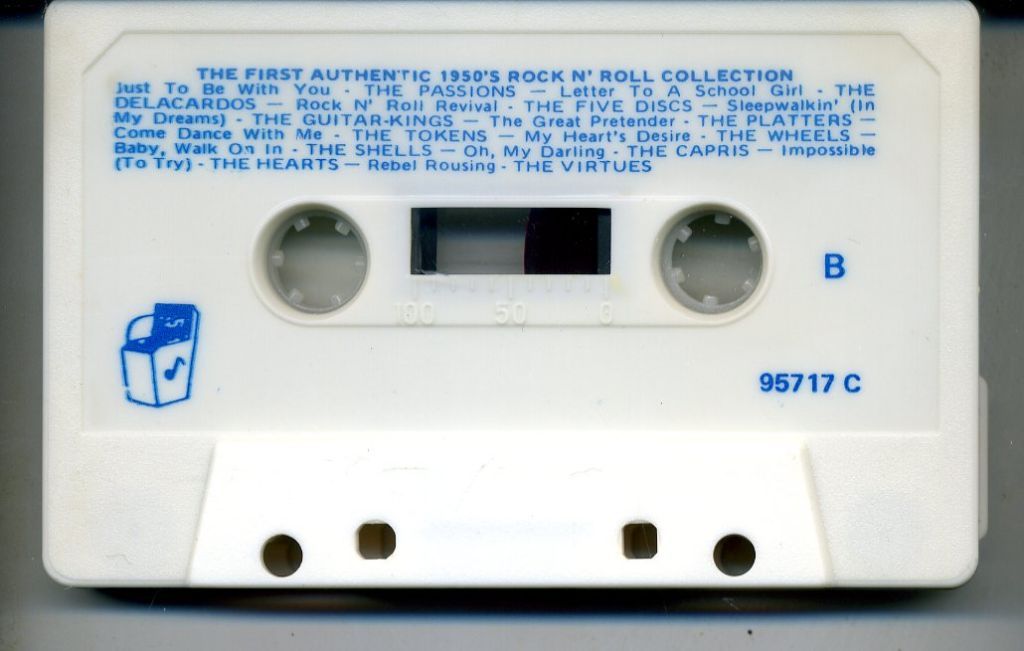 THE FIRST AUTHENTIC 1950'S ROCK N' ROLL COLLECTION
Just To Be With You - THE PASSIONS — Letter To A School Girl - THE
DELACARDOS — Rock N' Roll Revival - THE FIVE DISCS — Sleepwalkin' (In
My Dreams) - THE GUITAR-KINGS — The Great Pretender - THE PLATTERS —
Come Dance With Me - THE TOKENS — My Heart's Desire - THE WHEELS —
Baby, Walk On In - THE SHELLS — Oh, My Darling - THE CAPRIS — Impossible
(To Try) - THE HEARTS — Rebel Rousing - THE VIRTUES
B
100 50 0
95717 C